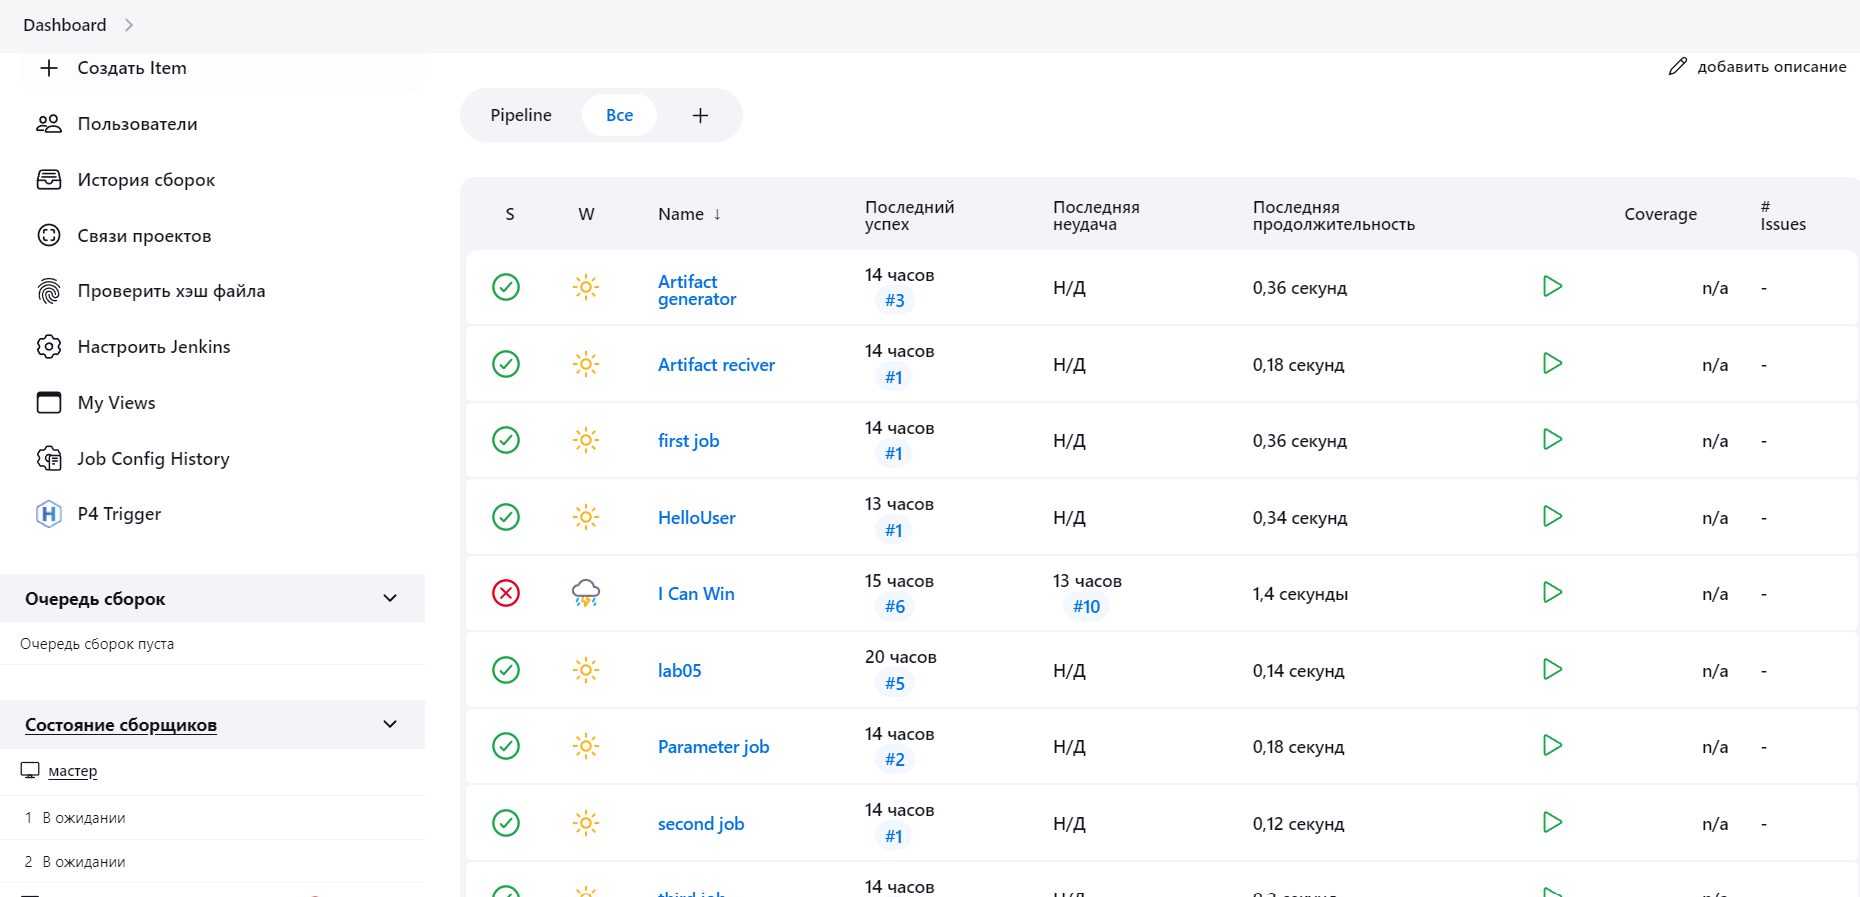 Dashboard
Создать Item
Пользователи
История сборок
Связи проектов
Проверить хэш файла
Настроить Jenkins
My Views
Job Config History
P4 Trigger
Очередь сборок
Очередь сборок пуста
Состояние сборщиков
мастер
1 В ожидании
2 В ожидании
добавить описание
Pipeline Все
S W Name ↓ Последний успех Последняя неудача Последняя продолжительность Coverage # Issues
Artifact generator 14 часов #3 Н/Д 0,36 секунд n/a -
Artifact reciver 14 часов #1 Н/Д 0,18 секунд n/a -
first job 14 часов #1 Н/Д 0,36 секунд n/a -
HelloUser 13 часов #1 Н/Д 0,34 секунд n/a -
I Can Win 15 часов #6 13 часов #10 1,4 секунды n/a -
lab05 20 часов #5 Н/Д 0,14 секунд n/a -
Parameter job 14 часов #2 Н/Д 0,18 секунд n/a -
second job 14 часов #1 Н/Д 0,12 секунд n/a -
third job 14 часов Н/Д секунд n/a